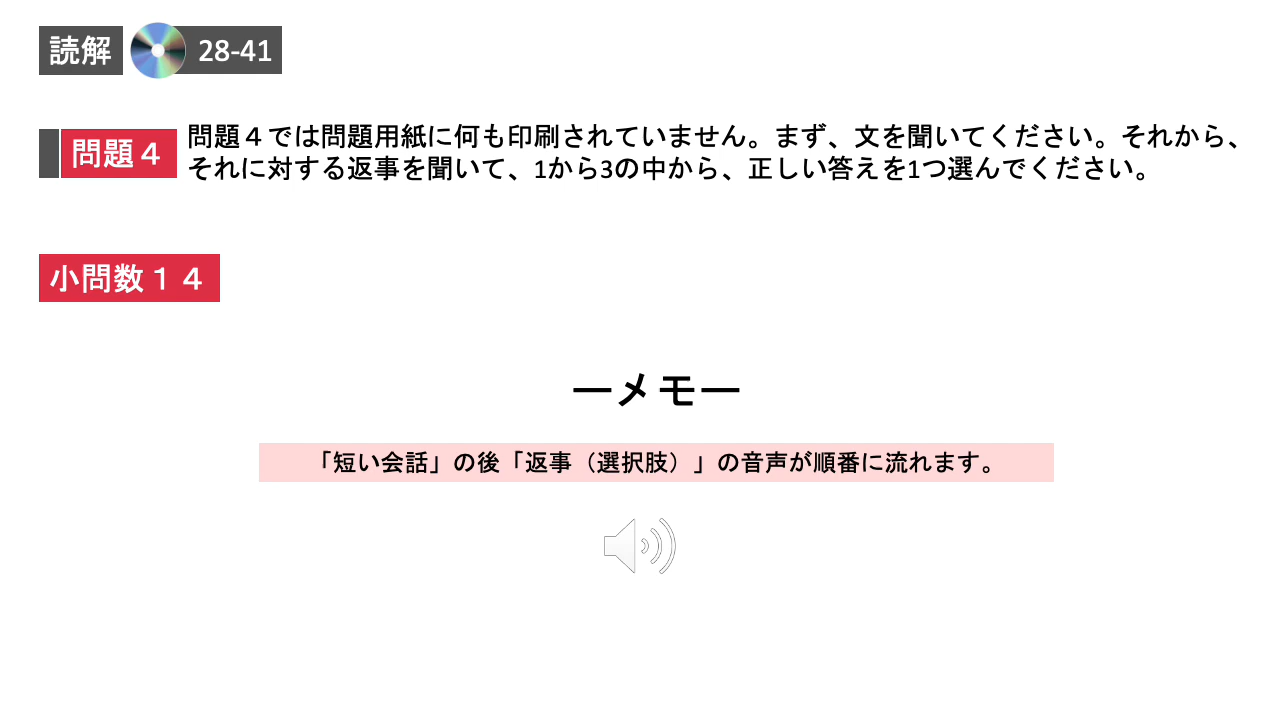 読解 28-41
問題４ 問題４では問題用紙に何も印刷されていません。まず、文を聞いてください。それから、
それに対する返事を聞いて、1から3の中から、正しい答えを1つ選んでください。
小問数１４
ーメモー
「短い会話」の後「返事（選択肢）」の音声が順番に流れます。